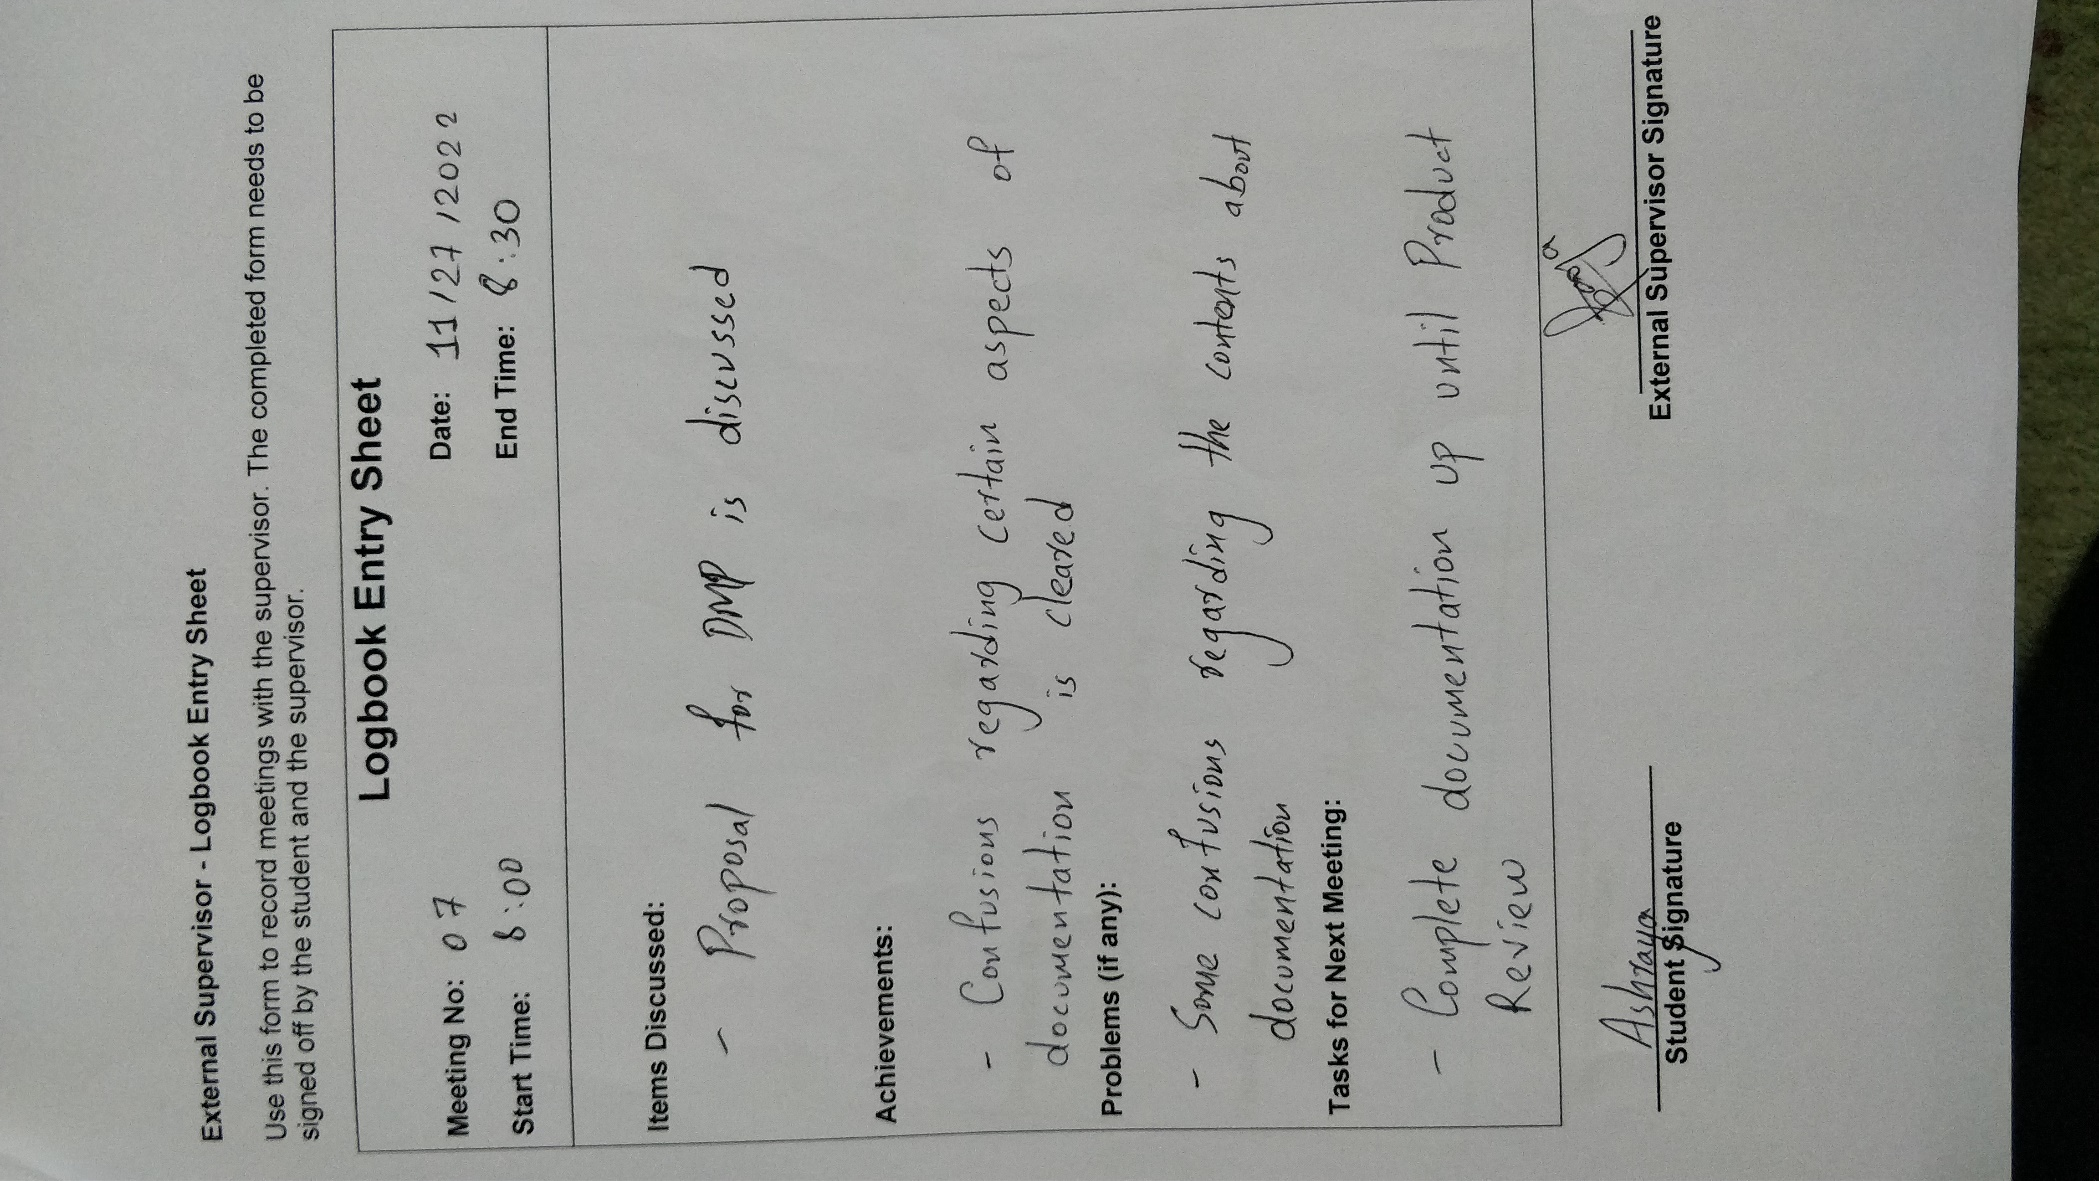 External Supervisor - Logbook Entry Sheet
Use this form to record meetings with the supervisor. The completed form needs to be
signed off by the student and the supervisor.
Logbook Entry Sheet
Meeting No: 07 Date: 11/27/2022
Start Time: 8:00 End Time: 8:30
Items Discussed:
- Proposal for DMP is discussed
Achievements:
- Confusions regarding certain aspects of
documentation is cleared
Problems (if any):
- Some confusions regarding the contents about
documentation
Tasks for Next Meeting:
- Complete documentation up until Product
Review
Ashraya
Student Signature
External Supervisor Signature